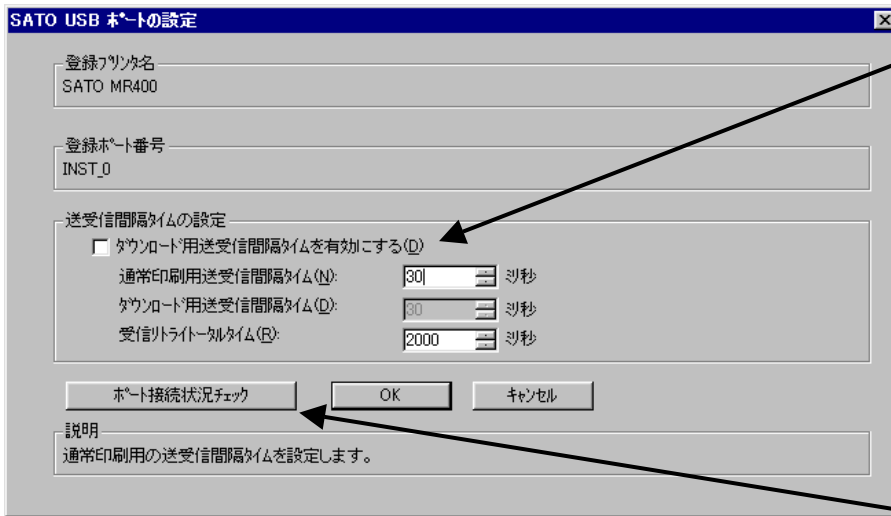 SATO USB ﾎﾟｰﾄの設定
登録ﾌﾟﾘﾝﾀ名
SATO MR400
登録ﾎﾟｰﾄ番号
INST_0
送受信間隔ﾀｲﾑの設定
ﾀﾞｳﾝﾛｰﾄﾞ用送受信間隔ﾀｲﾑを有効にする(D)
通常印刷用送受信間隔ﾀｲﾑ(N): 30 ﾐﾘ秒
ﾀﾞｳﾝﾛｰﾄﾞ用送受信間隔ﾀｲﾑ(D): 30 ﾐﾘ秒
受信ﾘﾄﾗｲﾄｰﾀﾙﾀｲﾑ(R): 2000 ﾐﾘ秒
ﾎﾟｰﾄ接続状況ﾁｪｯｸ OK ｷｬﾝｾﾙ
説明
通常印刷用の送受信間隔ﾀｲﾑを設定します。